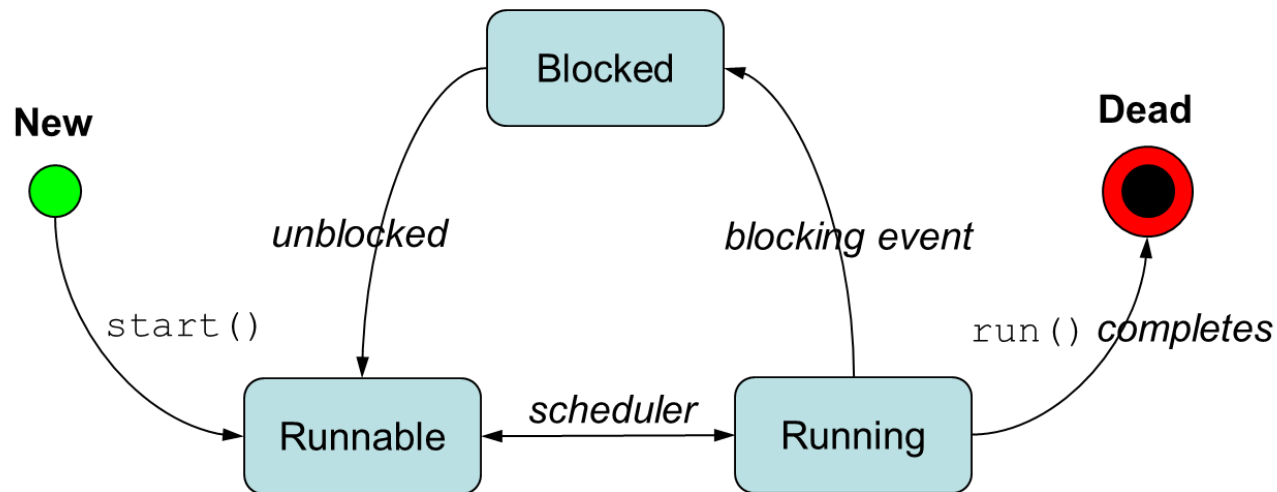 Blocked
New
Dead
unblocked
blocking event
start()
run() completes
scheduler
Runnable
Running